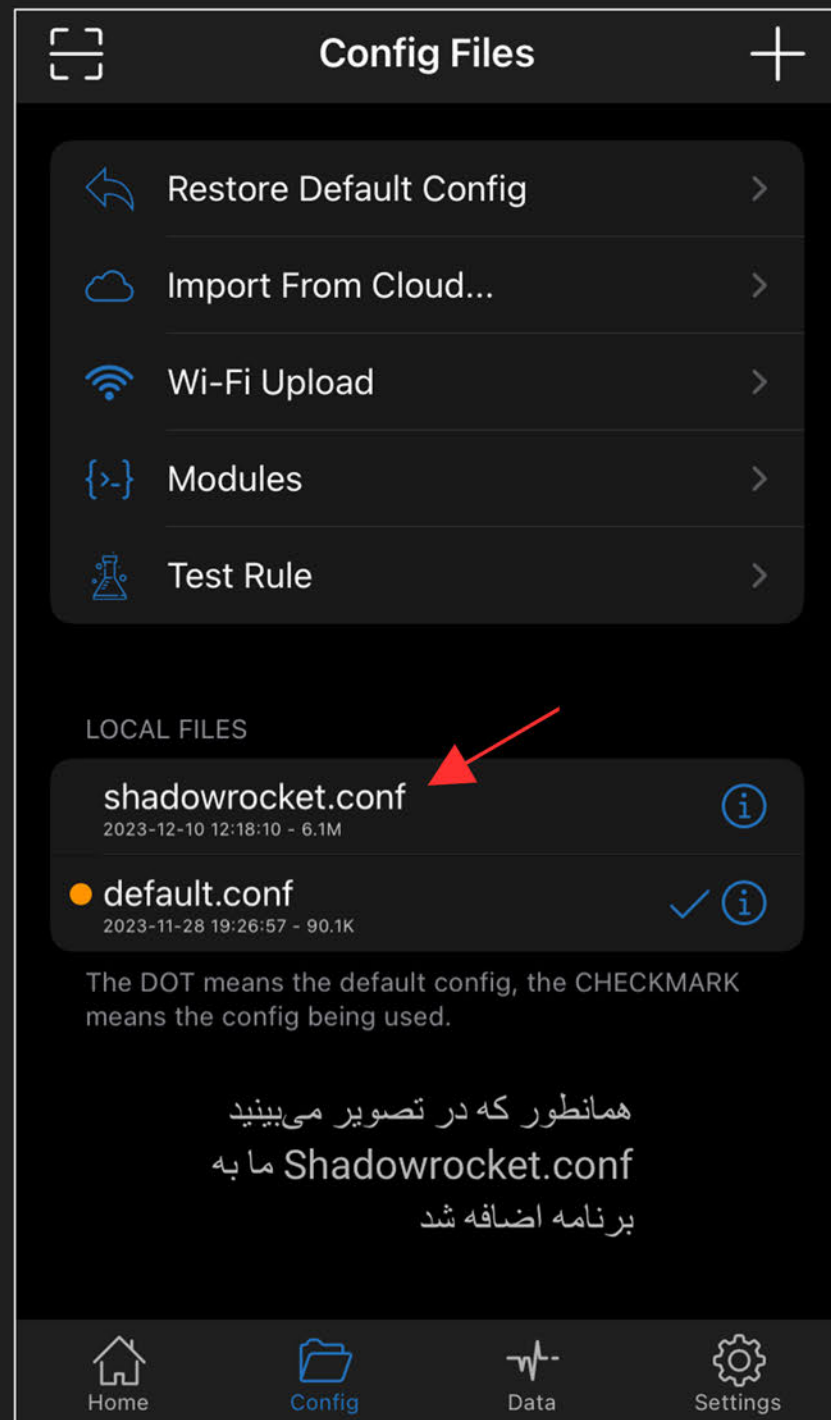 Config Files
Restore Default Config
Import From Cloud...
Wi-Fi Upload
Modules
Test Rule
LOCAL FILES
shadowrocket.conf
2023-12-10 12:18:10 - 6.1M
default.conf
2023-11-28 19:26:57 - 90.1K
The DOT means the default config, the CHECKMARK
means the config being used.
همانطور که در تصویر می‌بینید
Shadowrocket.conf ما به
برنامه اضافه شد
Home
Config
Data
Settings